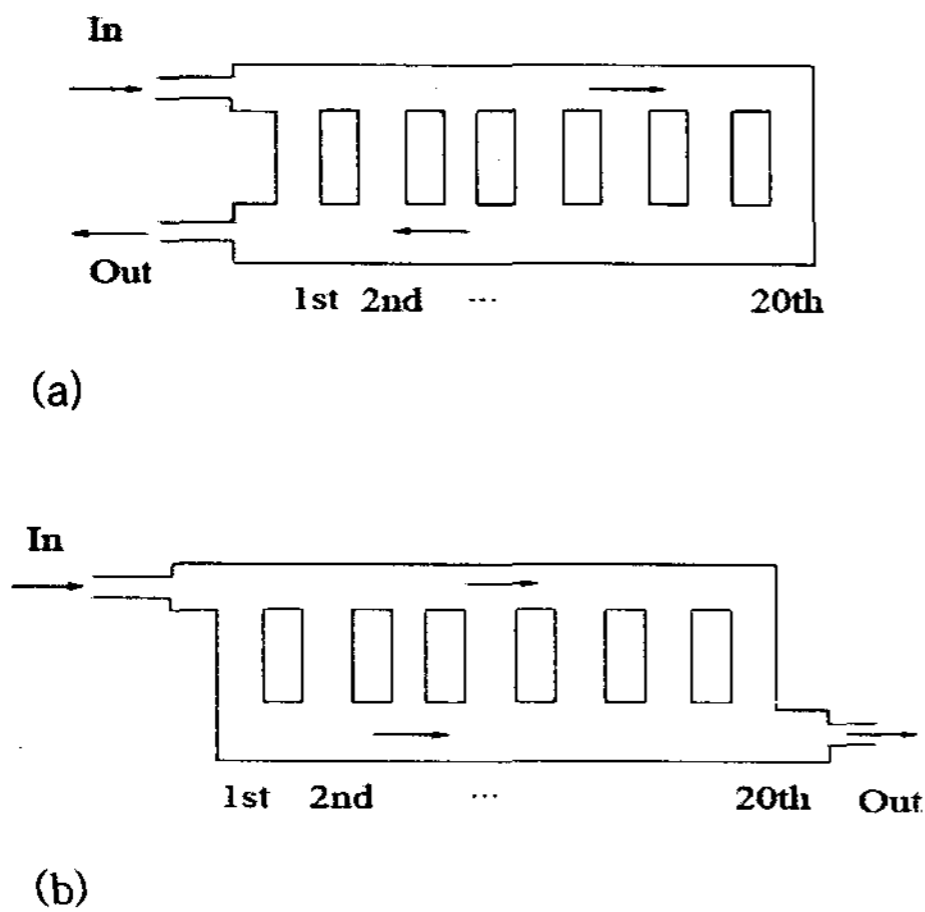 In
Out
1st 2nd ... 20th
(a)
In
1st 2nd ... 20th Out
(b)